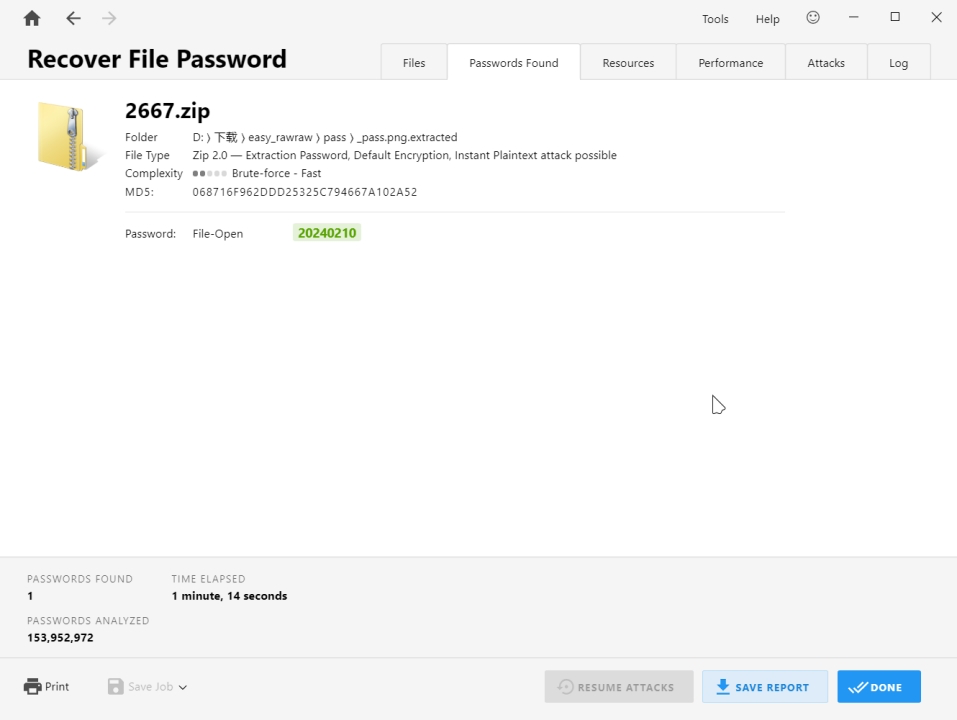 Tools Help
Recover File Password
Files Passwords Found Resources Performance Attacks Log
2667.zip
Folder D: ⟩ 下载 ⟩ easy_rawraw ⟩ pass ⟩ _pass.png.extracted
File Type Zip 2.0 — Extraction Password, Default Encryption, Instant Plaintext attack possible
Complexity Brute-force - Fast
MD5: 068716F962DDD25325C794667A102A52
Password: File-Open 20240210
PASSWORDS FOUND TIME ELAPSED
1 1 minute, 14 seconds
PASSWORDS ANALYZED
153,952,972
Print Save Job RESUME ATTACKS SAVE REPORT DONE